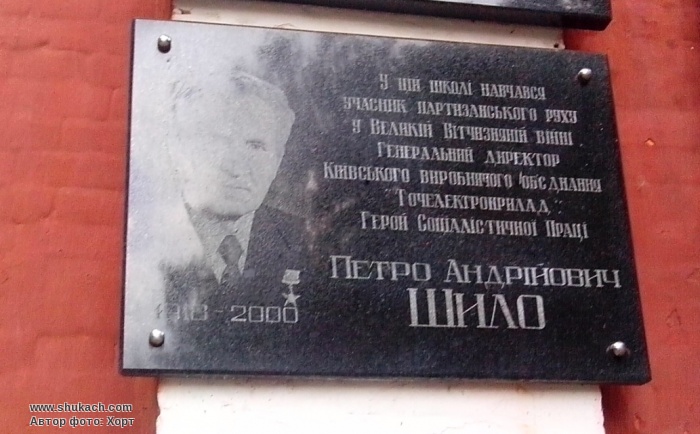 У цій школі навчався
учасник партизанського руху
у Великій Вітчизняній війні
Генеральний директор
Київського виробничого об'єднання
"Точелектроприлад"
Герой Соціалістичної Праці
Петро Андрійович
Шило
1918 - 2000
www.shukach.com
Автор фото: Хорт